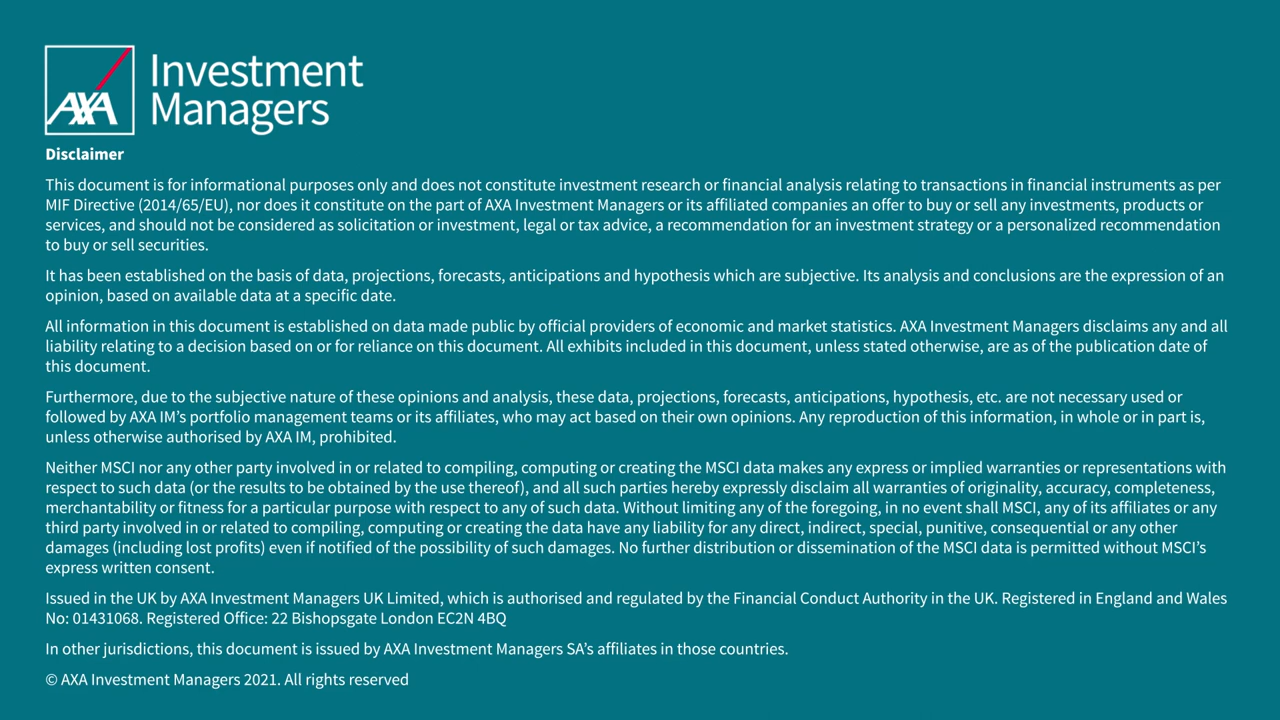 AXA
Investment
Managers
Disclaimer
This document is for informational purposes only and does not constitute investment research or financial analysis relating to transactions in financial instruments as per
MIF Directive (2014/65/EU), nor does it constitute on the part of AXA Investment Managers or its affiliated companies an offer to buy or sell any investments, products or
services, and should not be considered as solicitation or investment, legal or tax advice, a recommendation for an investment strategy or a personalized recommendation
to buy or sell securities.
It has been established on the basis of data, projections, forecasts, anticipations and hypothesis which are subjective. Its analysis and conclusions are the expression of an
opinion, based on available data at a specific date.
All information in this document is established on data made public by official providers of economic and market statistics. AXA Investment Managers disclaims any and all
liability relating to a decision based on or for reliance on this document. All exhibits included in this document, unless stated otherwise, are as of the publication date of
this document.
Furthermore, due to the subjective nature of these opinions and analysis, these data, projections, forecasts, anticipations, hypothesis, etc. are not necessary used or
followed by AXA IM’s portfolio management teams or its affiliates, who may act based on their own opinions. Any reproduction of this information, in whole or in part is,
unless otherwise authorised by AXA IM, prohibited.
Neither MSCI nor any other party involved in or related to compiling, computing or creating the MSCI data makes any express or implied warranties or representations with
respect to such data (or the results to be obtained by the use thereof), and all such parties hereby expressly disclaim all warranties of originality, accuracy, completeness,
merchantability or fitness for a particular purpose with respect to any of such data. Without limiting any of the foregoing, in no event shall MSCI, any of its affiliates or any
third party involved in or related to compiling, computing or creating the data have any liability for any direct, indirect, special, punitive, consequential or any other
damages (including lost profits) even if notified of the possibility of such damages. No further distribution or dissemination of the MSCI data is permitted without MSCI’s
express written consent.
Issued in the UK by AXA Investment Managers UK Limited, which is authorised and regulated by the Financial Conduct Authority in the UK. Registered in England and Wales
No: 01431068. Registered Office: 22 Bishopsgate London EC2N 4BQ
In other jurisdictions, this document is issued by AXA Investment Managers SA’s affiliates in those countries.
© AXA Investment Managers 2021. All rights reserved